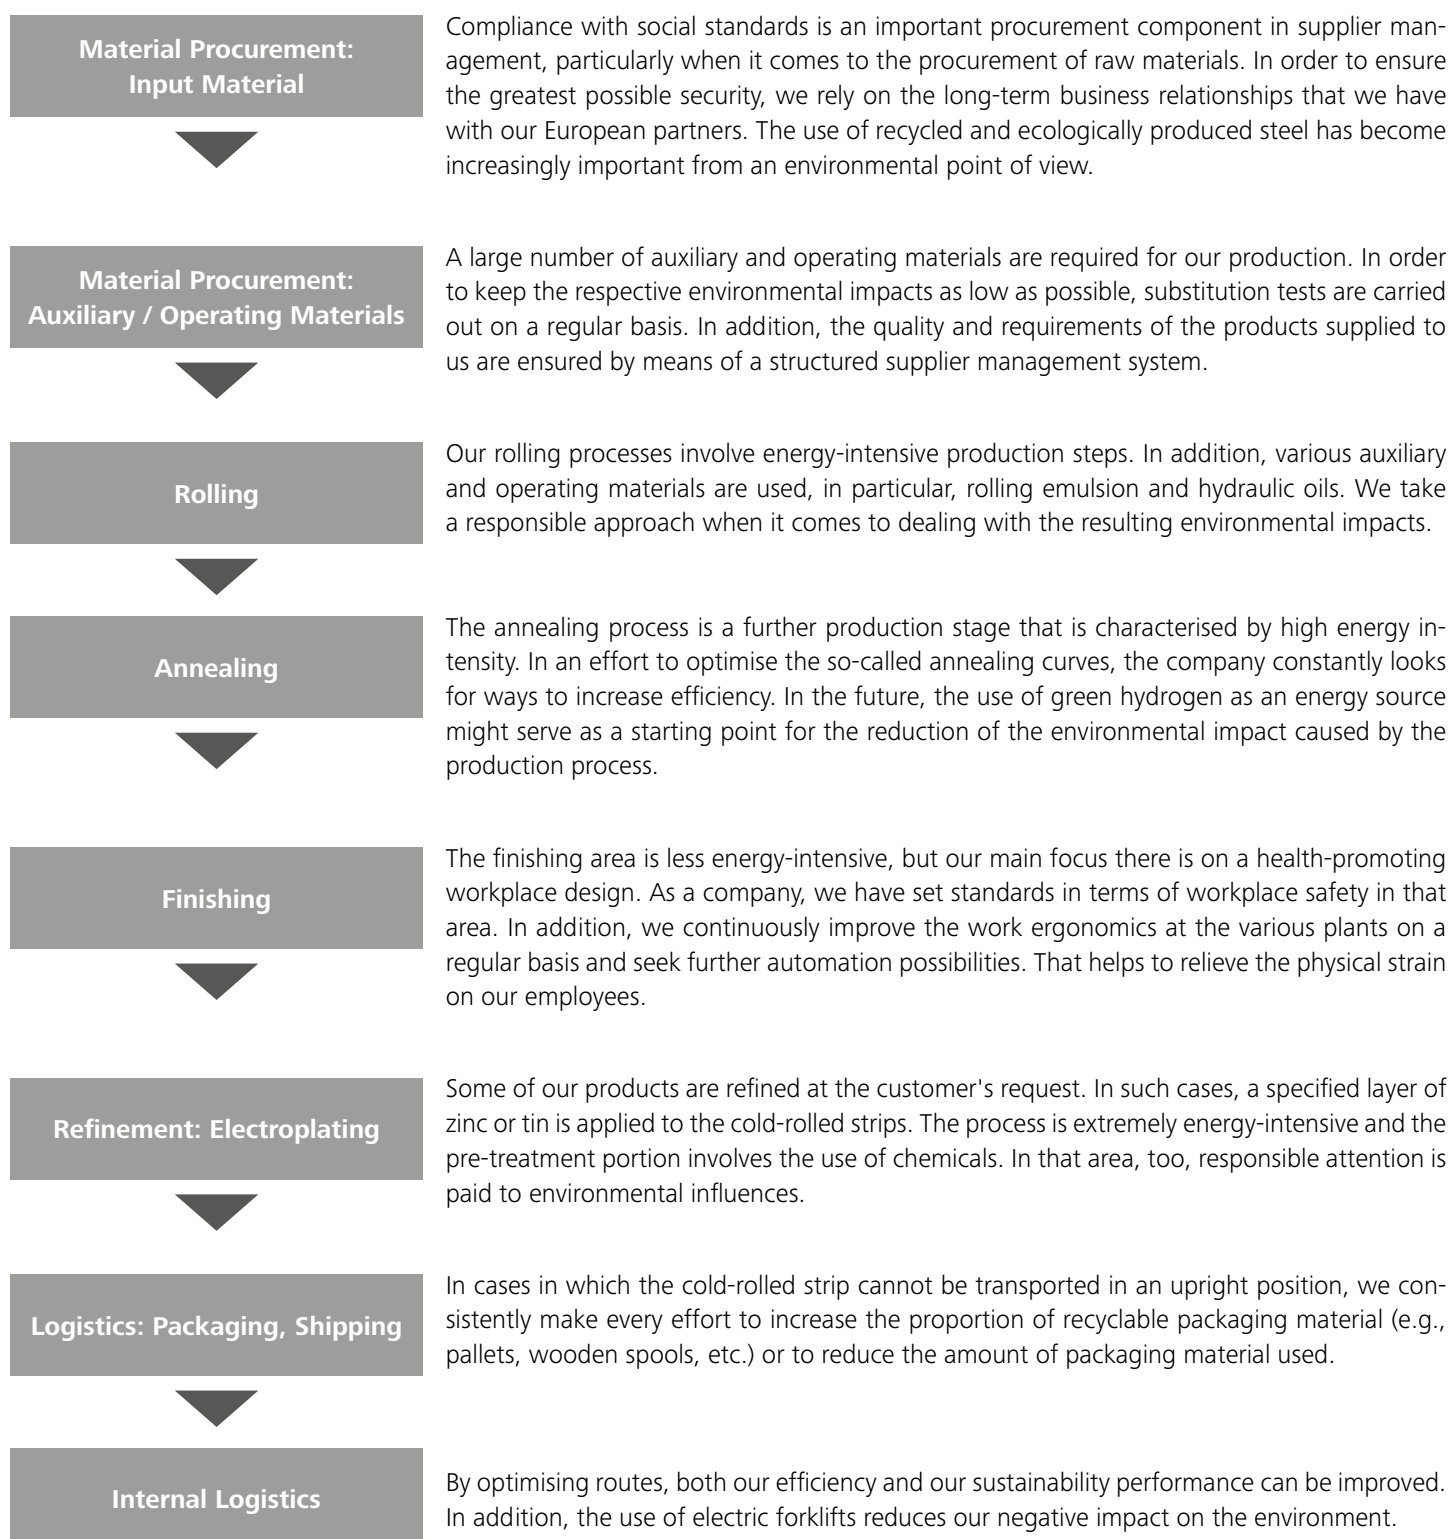 Material Procurement:
Input Material
Compliance with social standards is an important procurement component in supplier man-
agement, particularly when it comes to the procurement of raw materials. In order to ensure
the greatest possible security, we rely on the long-term business relationships that we have
with our European partners. The use of recycled and ecologically produced steel has become
increasingly important from an environmental point of view.
Material Procurement:
Auxiliary / Operating Materials
A large number of auxiliary and operating materials are required for our production. In order
to keep the respective environmental impacts as low as possible, substitution tests are carried
out on a regular basis. In addition, the quality and requirements of the products supplied to
us are ensured by means of a structured supplier management system.
Rolling
Our rolling processes involve energy-intensive production steps. In addition, various auxiliary
and operating materials are used, in particular, rolling emulsion and hydraulic oils. We take
a responsible approach when it comes to dealing with the resulting environmental impacts.
Annealing
The annealing process is a further production stage that is characterised by high energy in-
tensity. In an effort to optimise the so-called annealing curves, the company constantly looks
for ways to increase efficiency. In the future, the use of green hydrogen as an energy source
might serve as a starting point for the reduction of the environmental impact caused by the
production process.
Finishing
The finishing area is less energy-intensive, but our main focus there is on a health-promoting
workplace design. As a company, we have set standards in terms of workplace safety in that
area. In addition, we continuously improve the work ergonomics at the various plants on a
regular basis and seek further automation possibilities. That helps to relieve the physical strain
on our employees.
Refinement: Electroplating
Some of our products are refined at the customer's request. In such cases, a specified layer of
zinc or tin is applied to the cold-rolled strips. The process is extremely energy-intensive and the
pre-treatment portion involves the use of chemicals. In that area, too, responsible attention is
paid to environmental influences.
Logistics: Packaging, Shipping
In cases in which the cold-rolled strip cannot be transported in an upright position, we con-
sistently make every effort to increase the proportion of recyclable packaging material (e.g.,
pallets, wooden spools, etc.) or to reduce the amount of packaging material used.
Internal Logistics
By optimising routes, both our efficiency and our sustainability performance can be improved.
In addition, the use of electric forklifts reduces our negative impact on the environment.